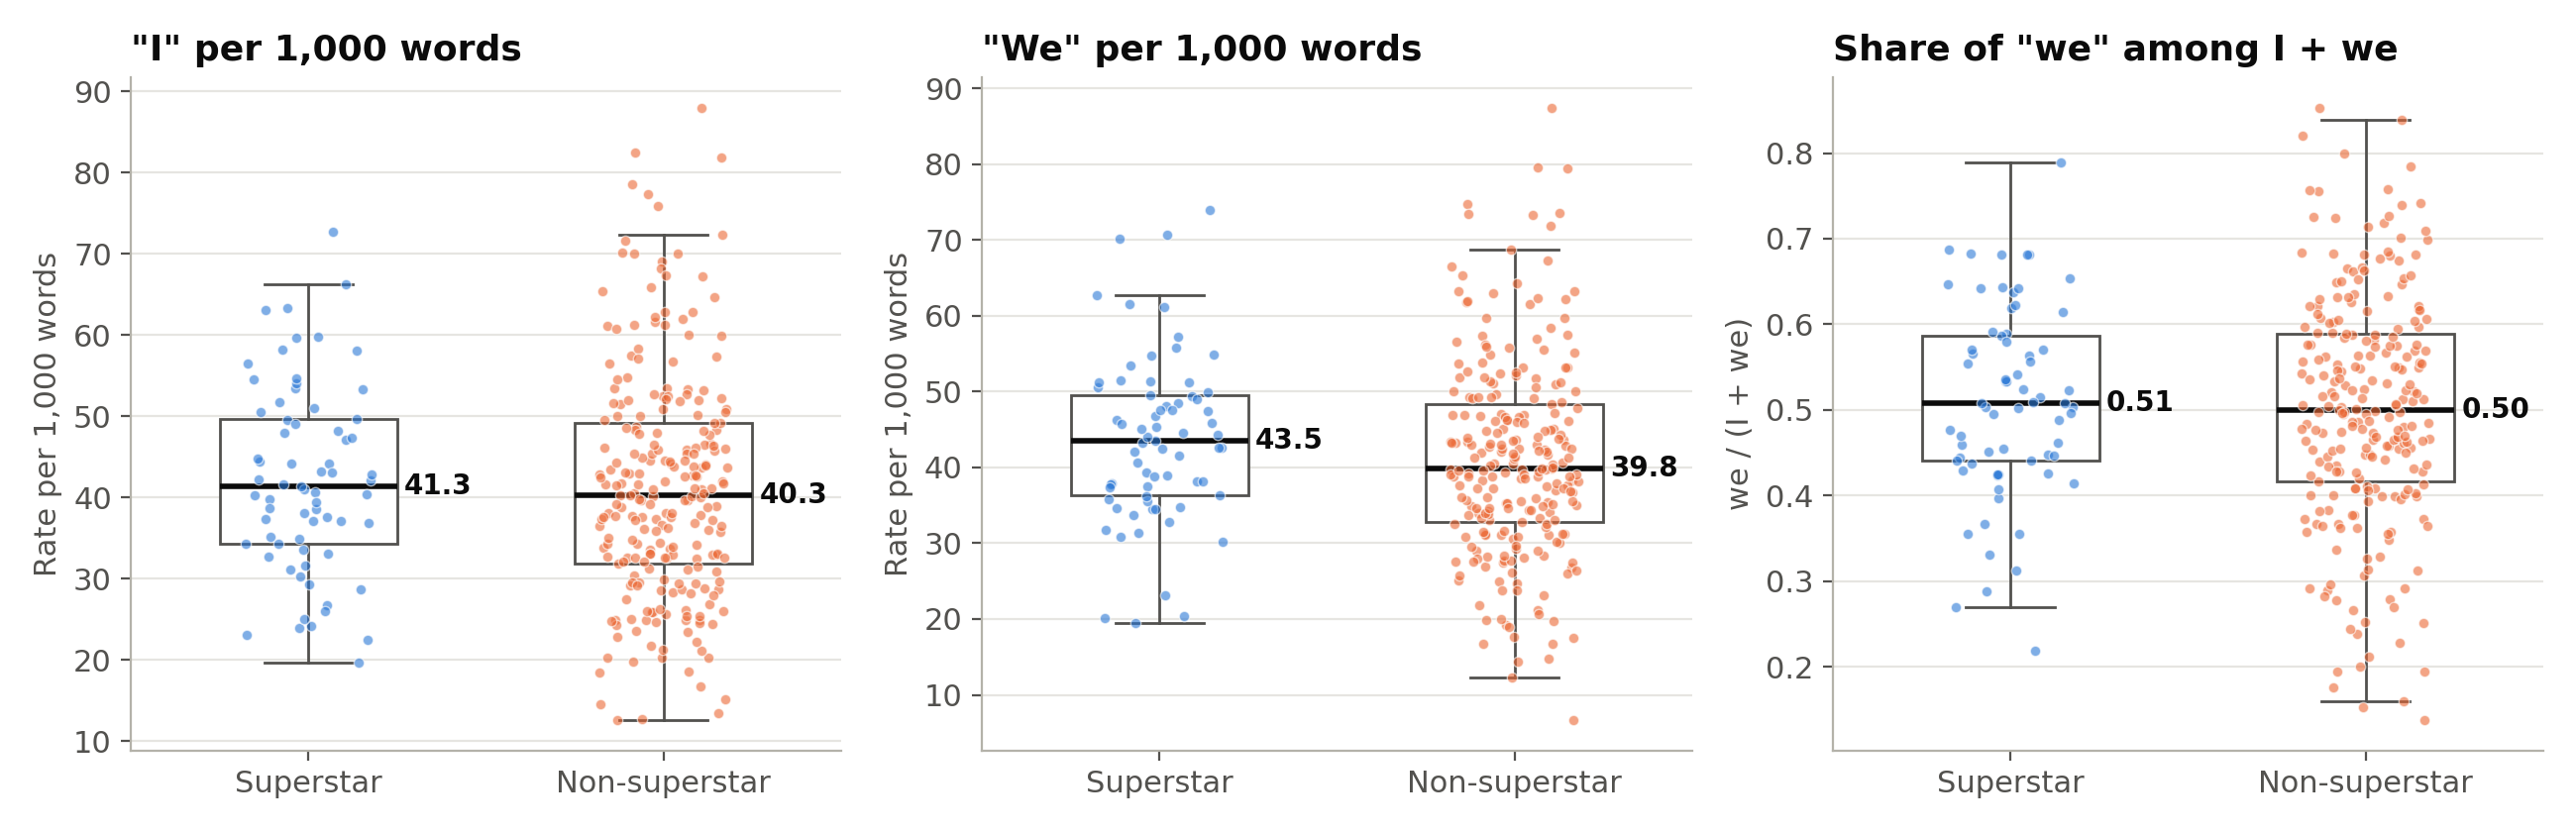 "I" per 1,000 words
Rate per 1,000 words
90
80
70
60
50
40
30
20
10
41.3
40.3
Superstar
Non-superstar
"We" per 1,000 words
Rate per 1,000 words
90
80
70
60
50
40
30
20
10
43.5
39.8
Superstar
Non-superstar
Share of "we" among I + we
we / (I + we)
0.8
0.7
0.6
0.5
0.4
0.3
0.2
0.51
0.50
Superstar
Non-superstar